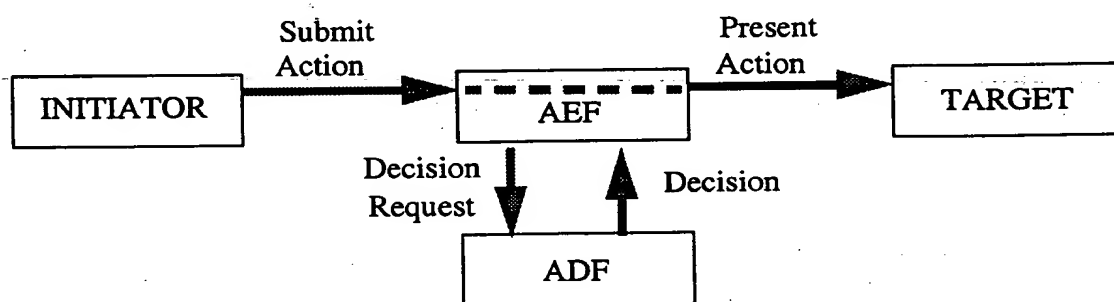 Submit
Action
Present
Action
INITIATOR
AEF
TARGET
Decision
Request
Decision
ADF